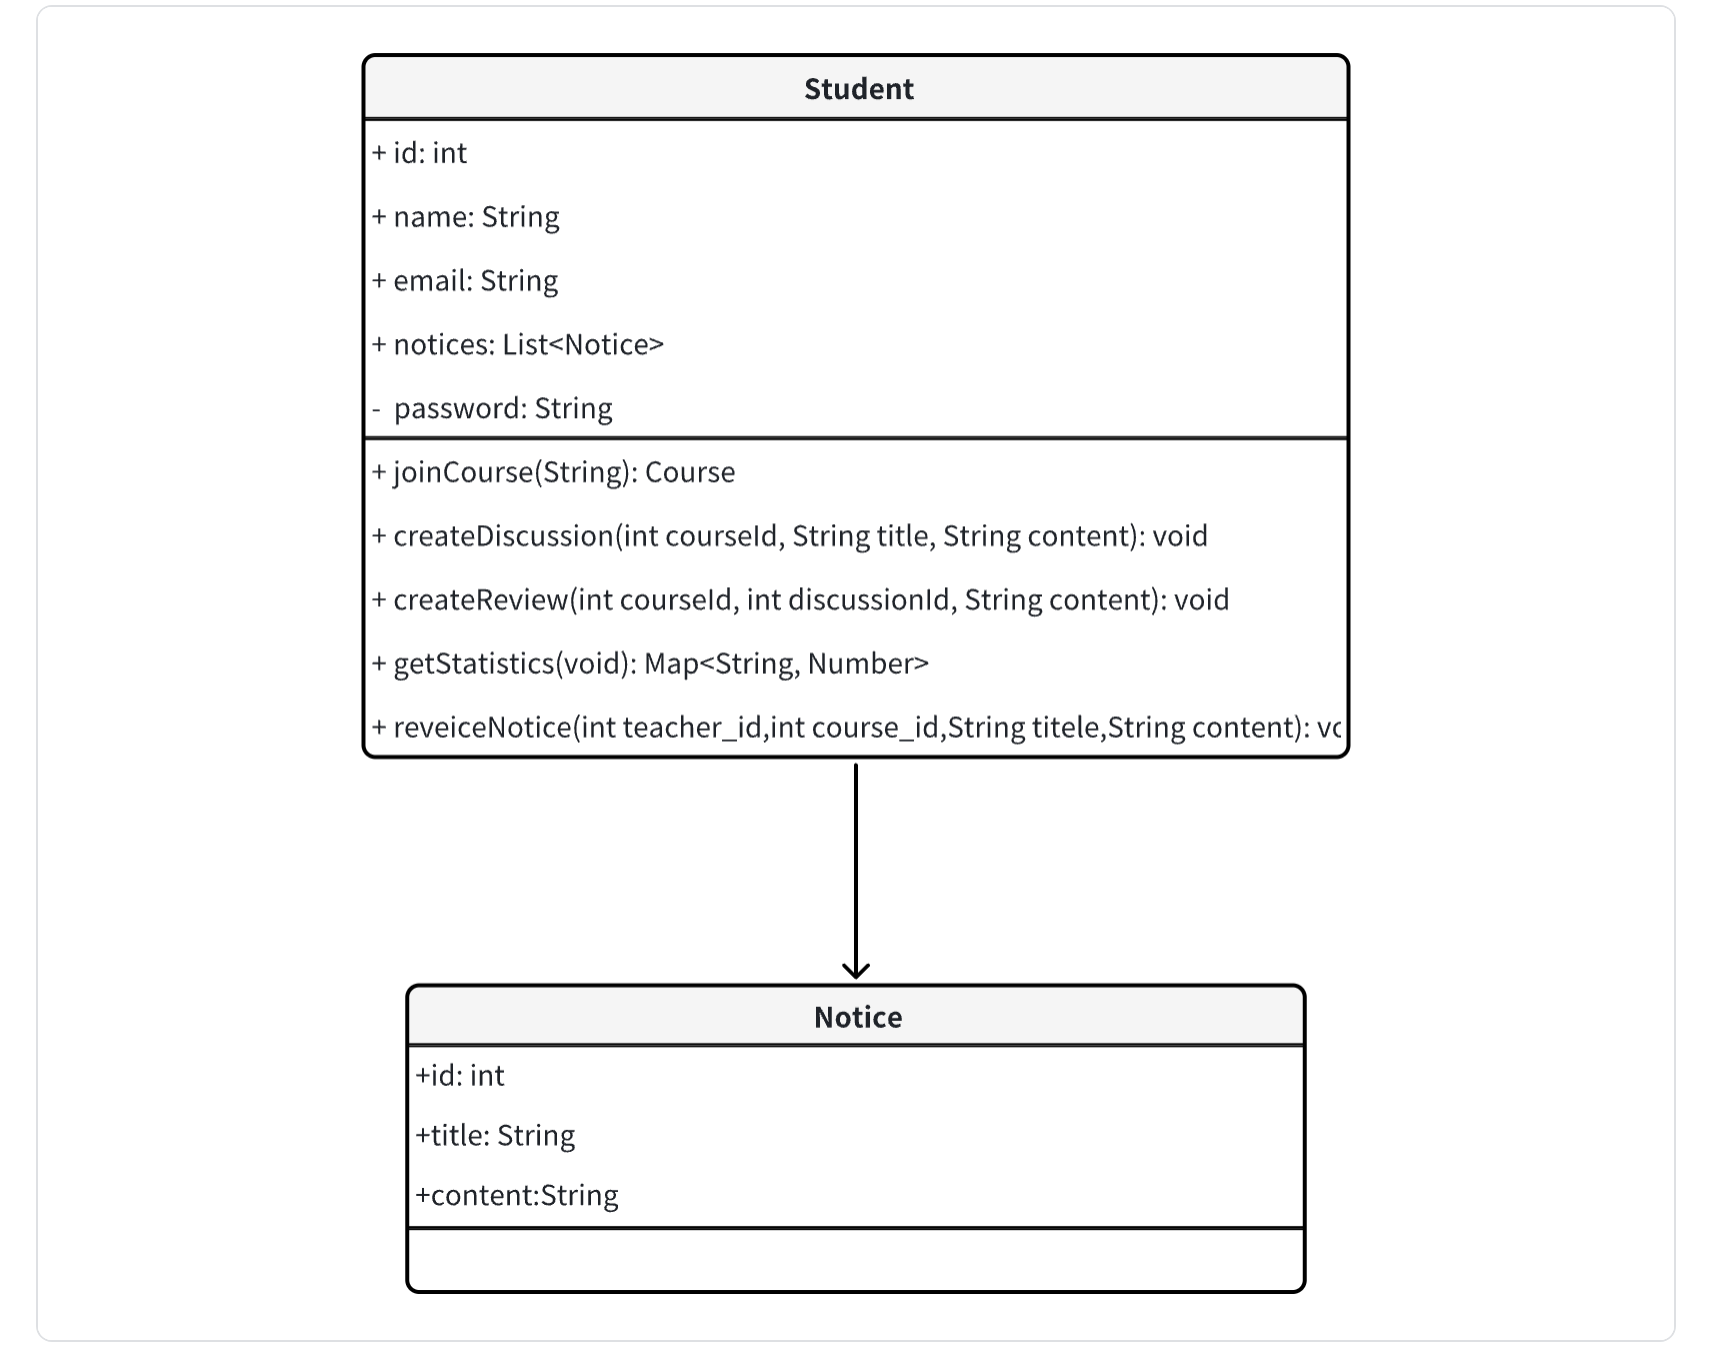 Student
+ id: int
+ name: String
+ email: String
+ notices: List<Notice>
- password: String
+ joinCourse(String): Course
+ createDiscussion(int courseId, String title, String content): void
+ createReview(int courseId, int discussionId, String content): void
+ getStatistics(void): Map<String, Number>
+ reveiceNotice(int teacher_id,int course_id,String titele,String content):
Notice
+id: int
+title: String
+content:String